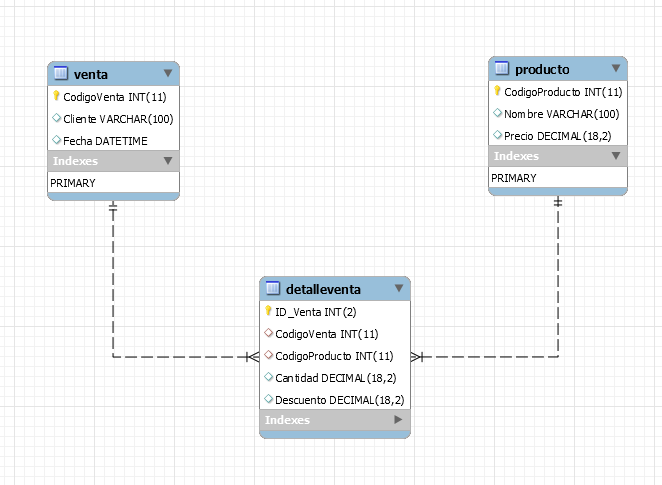 venta
CodigoVenta INT(11)
Cliente VARCHAR(100)
Fecha DATETIME
Indexes
PRIMARY
producto
CodigoProducto INT(11)
Nombre VARCHAR(100)
Precio DECIMAL(18,2)
Indexes
PRIMARY
detalleventa
ID_Venta INT(2)
CodigoVenta INT(11)
CodigoProducto INT(11)
Cantidad DECIMAL(18,2)
Descuento DECIMAL(18,2)
Indexes